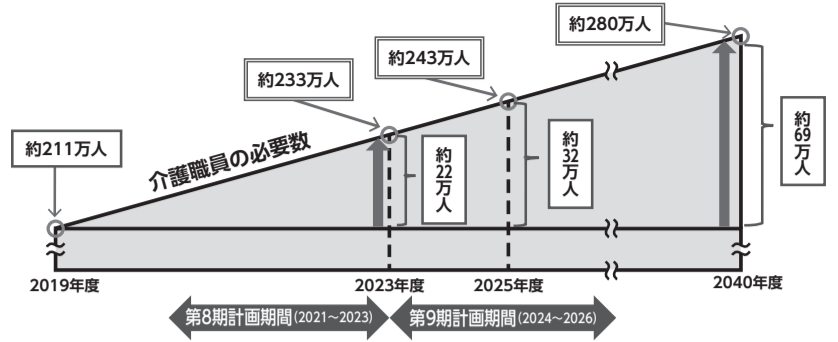 約280万人
約243万人
約233万人
約211万人
介護職員の必要数
約22万人
約32万人
約69万人
2019年度
2023年度
2025年度
2040年度
第8期計画期間(2021~2023)
第9期計画期間(2024~2026)